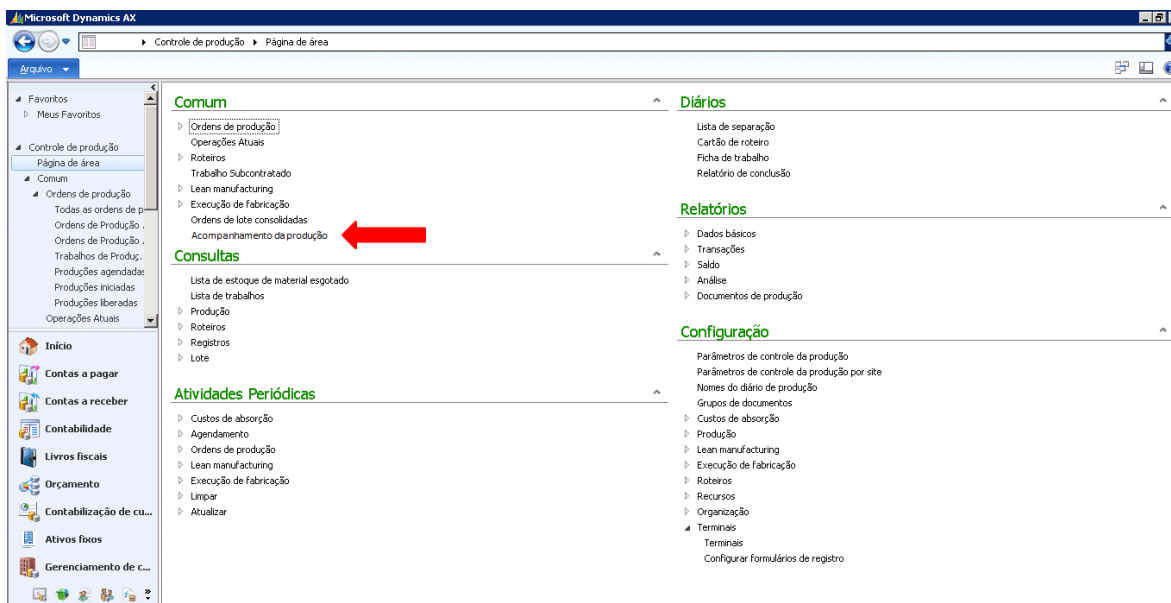 Microsoft Dynamics AX
Controle de produção
Página de área
Arquivo
Favoritos
Meus Favoritos
Controle de produção
Página de área
Comum
Ordens de produção
Todas as ordens de p
Ordens de Produção .
Ordens de Produção .
Trabalhos de Produç.
Produções agendadas
Produções iniciadas
Produções liberadas
Operações Atuais
Início
Contas a pagar
Contas a receber
Contabilidade
Livros fiscais
Orçamento
Contabilização de cu...
Ativos fixos
Gerenciamento de c...
Comum
Ordens de produção
Operações Atuais
Roteiros
Trabalho Subcontratado
Lean manufacturing
Execução de fabricação
Ordens de lote consolidadas
Acompanhamento da produção
Consultas
Lista de estoque de material esgotado
Lista de trabalhos
Produção
Roteiros
Registros
Lote
Atividades Periódicas
Custos de absorção
Agendamento
Ordens de produção
Lean manufacturing
Execução de fabricação
Limpar
Atualizar
Diários
Lista de separação
Cartão de roteiro
Ficha de trabalho
Relatório de conclusão
Relatórios
Dados básicos
Transações
Saldo
Análise
Documentos de produção
Configuração
Parâmetros de controle da produção
Parâmetros de controle da produção por site
Nomes do diário de produção
Grupos de documentos
Custos de absorção
Produção
Lean manufacturing
Execução de fabricação
Roteiros
Recursos
Organização
Terminais
Terminais
Configurar formulários de registro